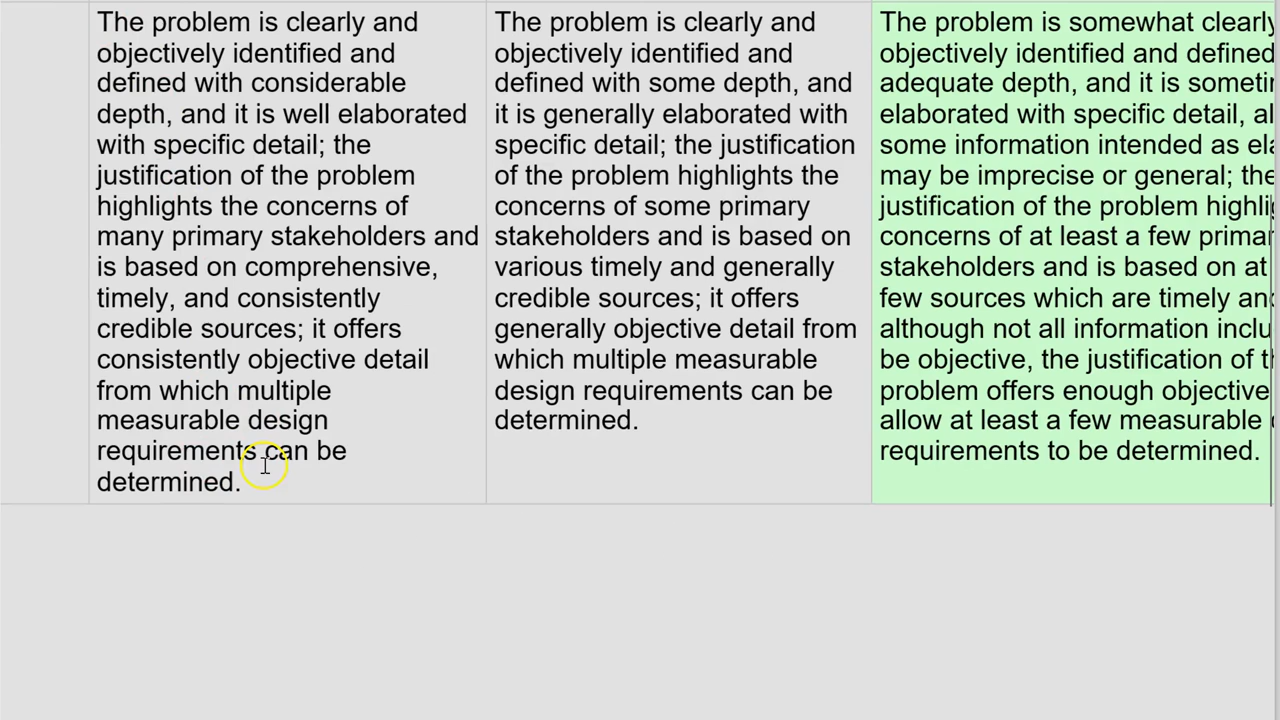 The problem is clearly and
objectively identified and
defined with considerable
depth, and it is well elaborated
with specific detail; the
justification of the problem
highlights the concerns of
many primary stakeholders and
is based on comprehensive,
timely, and consistently
credible sources; it offers
consistently objective detail
from which multiple
measurable design
requirements can be
determined.
The problem is clearly and
objectively identified and
defined with some depth, and
it is generally elaborated with
specific detail; the justification
of the problem highlights the
concerns of some primary
stakeholders and is based on
various timely and generally
credible sources; it offers
generally objective detail from
which multiple measurable
design requirements can be
determined.
The problem is somewhat clearly
objectively identified and defined
adequate depth, and it is
elaborated with specific detail,
some information intended as
may be imprecise or general; the
justification of the problem
concerns of at least a few
stakeholders and is based on at
few sources which are timely
although not all information
be objective, the justification of
problem offers enough objective
allow at least a few measurable
requirements to be determined.